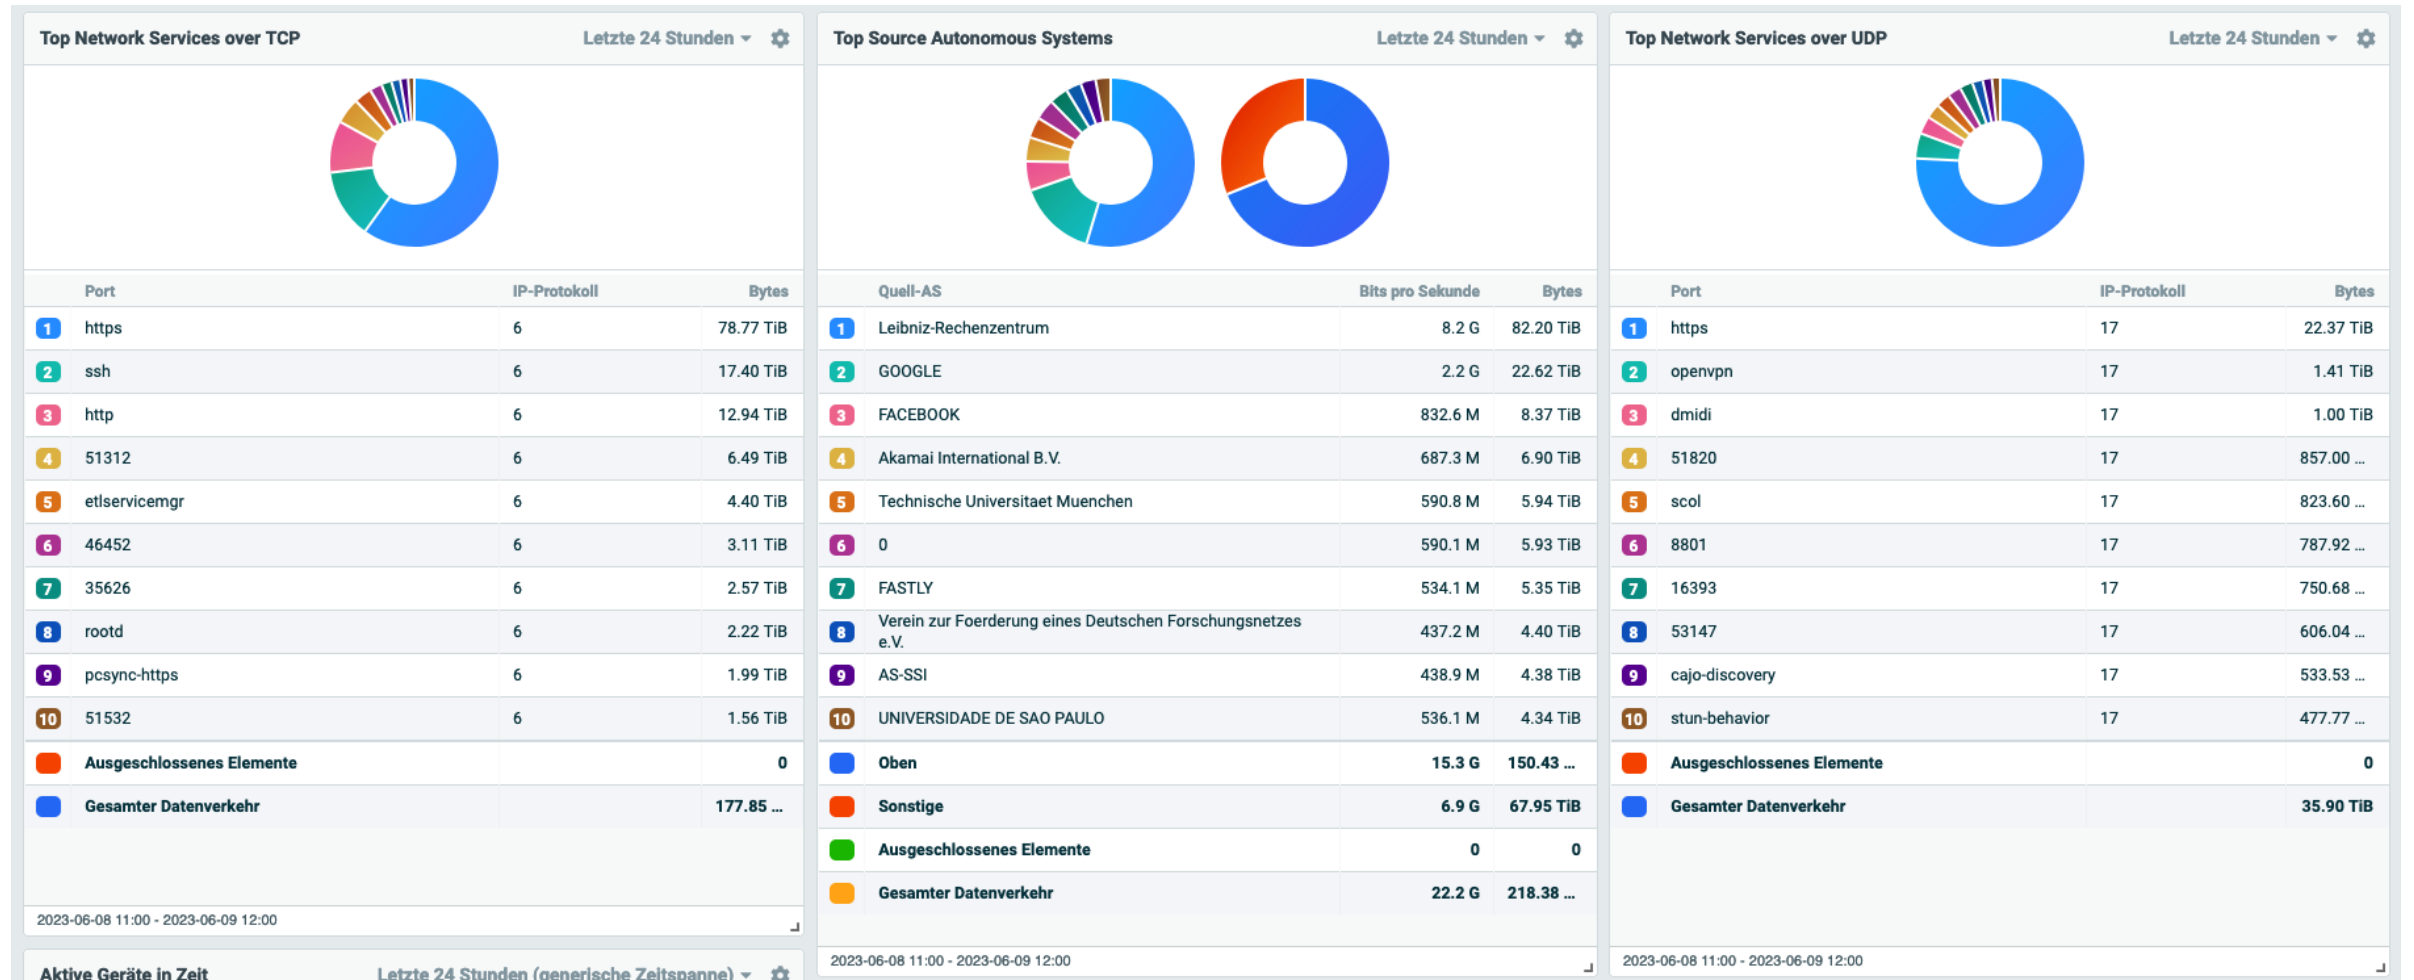 Top Network Services over TCP
Letzte 24 Stunden
Port IP-Protokoll Bytes
1 https 6 78.77 TiB
2 ssh 6 17.40 TiB
3 http 6 12.94 TiB
4 51312 6 6.49 TiB
5 etlservicemgr 6 4.40 TiB
6 46452 6 3.11 TiB
7 35626 6 2.57 TiB
8 rootd 6 2.22 TiB
9 pcsync-https 6 1.99 TiB
10 51532 6 1.56 TiB
Ausgeschlossenes Elemente 0
Gesamter Datenverkehr 177.85 ...
2023-06-08 11:00 - 2023-06-09 12:00
Aktive Geräte in Zeit
Letzte 24 Stunden (generische Zeitspanne)
Top Source Autonomous Systems
Letzte 24 Stunden
Quell-AS Bits pro Sekunde Bytes
1 Leibniz-Rechenzentrum 8.2 G 82.20 TiB
2 GOOGLE 2.2 G 22.62 TiB
3 FACEBOOK 832.6 M 8.37 TiB
4 Akamai International B.V. 687.3 M 6.90 TiB
5 Technische Universitaet Muenchen 590.8 M 5.94 TiB
6 0 590.1 M 5.93 TiB
7 FASTLY 534.1 M 5.35 TiB
8 Verein zur Foerderung eines Deutschen Forschungsnetzes
e.V. 437.2 M 4.40 TiB
9 AS-SSI 438.9 M 4.38 TiB
10 UNIVERSIDADE DE SAO PAULO 536.1 M 4.34 TiB
Oben 15.3 G 150.43 ...
Sonstige 6.9 G 67.95 TiB
Ausgeschlossenes Elemente 0 0
Gesamter Datenverkehr 22.2 G 218.38 ...
2023-06-08 11:00 - 2023-06-09 12:00
Top Network Services over UDP
Letzte 24 Stunden
Port IP-Protokoll Bytes
1 https 17 22.37 TiB
2 openvpn 17 1.41 TiB
3 dmidi 17 1.00 TiB
4 51820 17 857.00 ...
5 scol 17 823.60 ...
6 8801 17 787.92 ...
7 16393 17 750.68 ...
8 53147 17 606.04 ...
9 cajo-discovery 17 533.53 ...
10 stun-behavior 17 477.77 ...
Ausgeschlossenes Elemente 0
Gesamter Datenverkehr 35.90 TiB
2023-06-08 11:00 - 2023-06-09 12:00